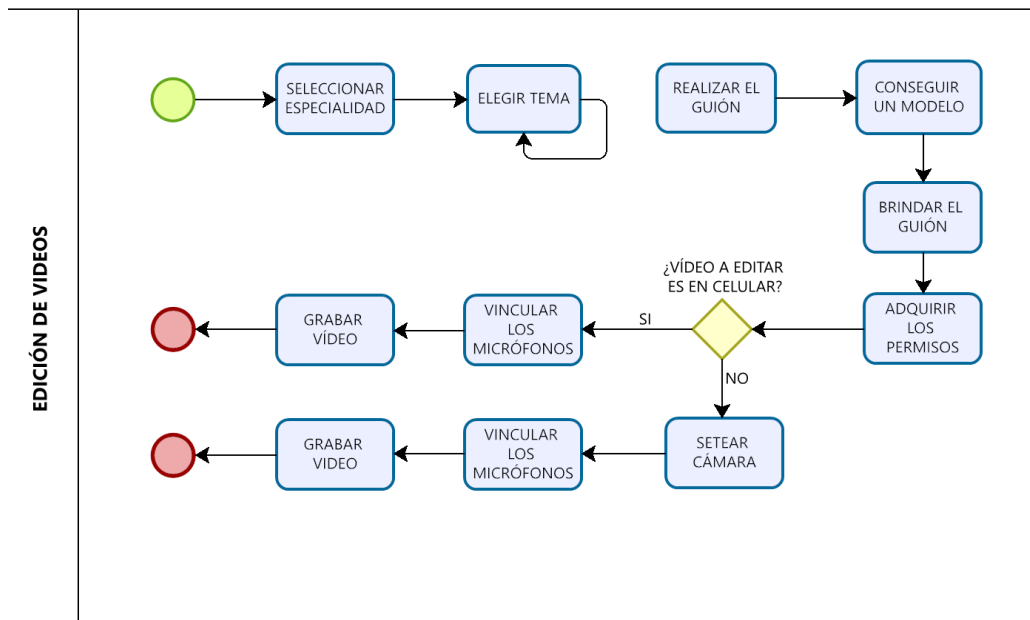 EDICIÓN DE VIDEOS
SELECCIONAR
ESPECIALIDAD
ELEGIR TEMA
REALIZAR EL
GUIÓN
CONSEGUIR
UN MODELO
BRINDAR EL
GUIÓN
ADQUIRIR
LOS
PERMISOS
¿VÍDEO A EDITAR
ES EN CELULAR?
SI
VINCULAR
LOS
MICRÓFONOS
GRABAR
VÍDEO
NO
SETEAR
CÁMARA
VINCULAR
LOS
MICRÓFONOS
GRABAR
VIDEO